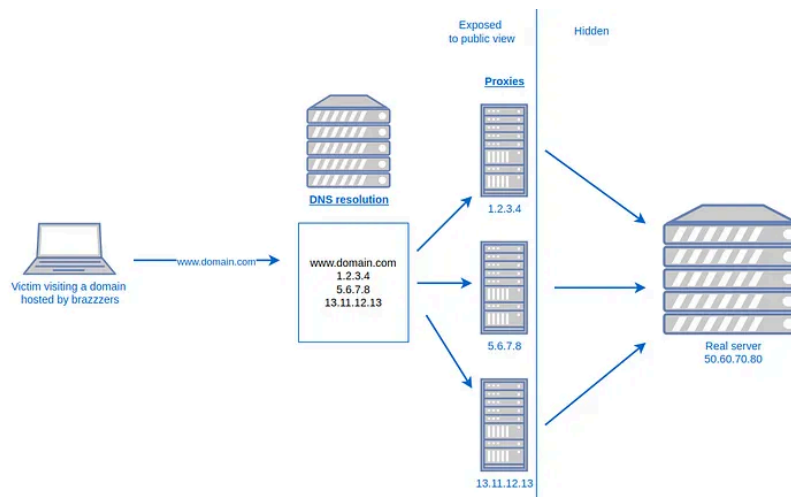 Exposed
to public view
Hidden
Proxies
DNS resolution
1.2.3.4
www.domain.com
www.domain.com
1.2.3.4
5.6.7.8
13.11.12.13
Victim visiting a domain
hosted by brazzzers
5.6.7.8
Real server
50.60.70.80
13.11.12.13